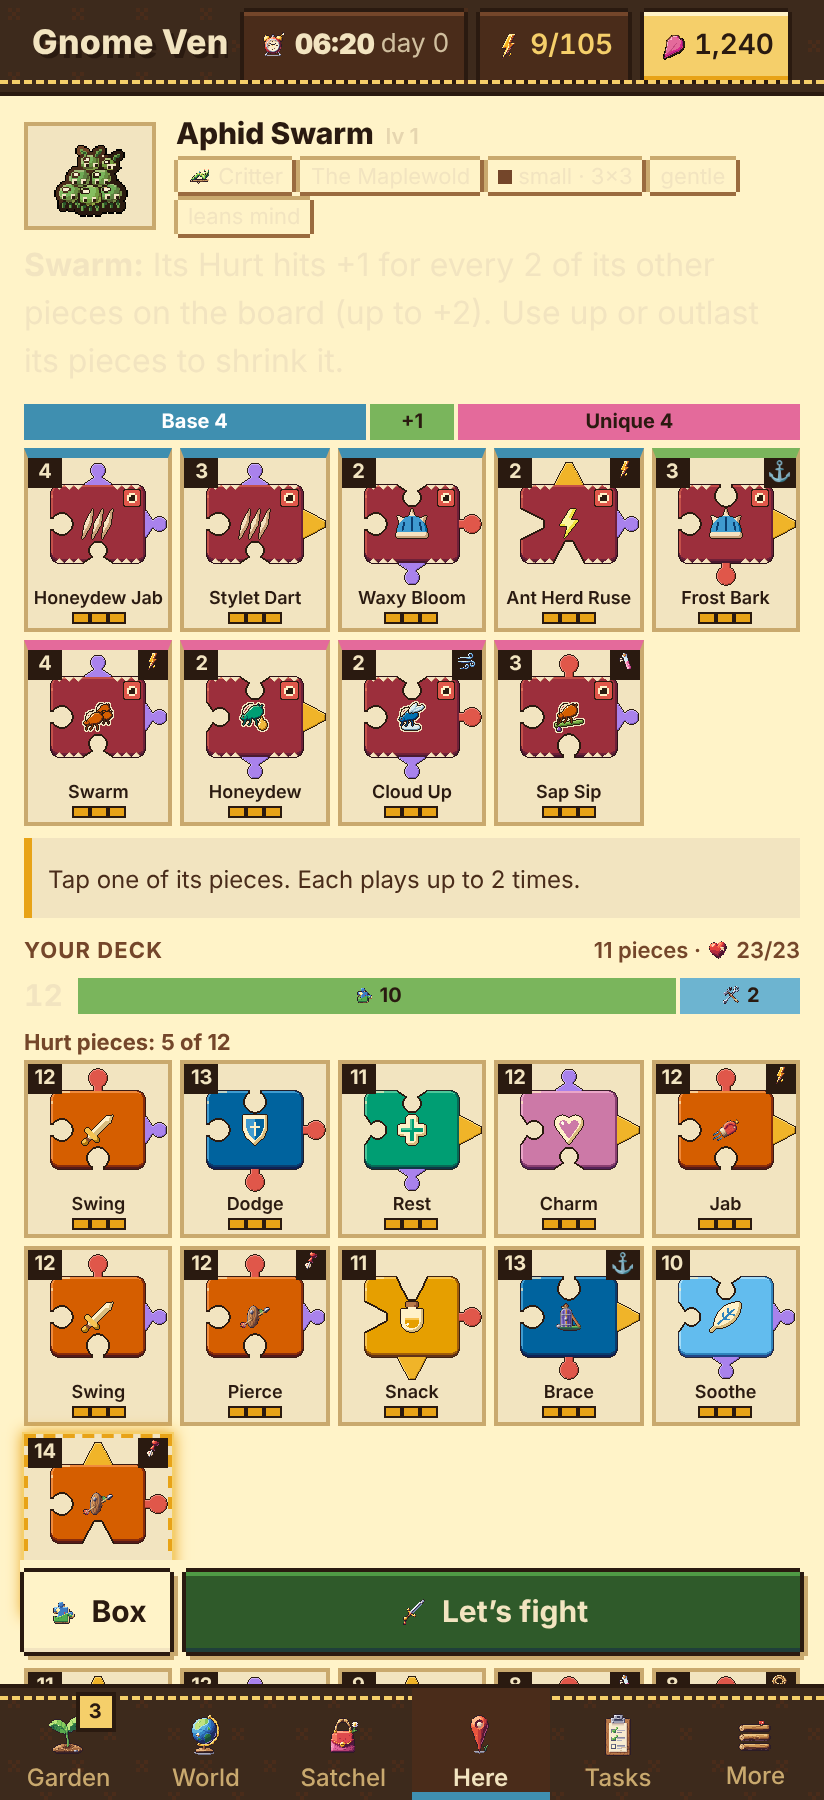 Gnome Ven
06:20 day 0
9/105
1,240
Aphid Swarm lv 1
Critter
The Maplewold
small · 3×3
gentle
leans mind
Swarm: Its Hurt hits +1 for every 2 of its other
pieces on the board (up to +2). Use up or outlast
its pieces to shrink it.
Base 4
+1
Unique 4
4
3
2
2
3
Honeydew Jab
Stylet Dart
Waxy Bloom
Ant Herd Ruse
Frost Bark
4
2
2
3
Swarm
Honeydew
Cloud Up
Sap Sip
Tap one of its pieces. Each plays up to 2 times.
YOUR DECK
11 pieces · 23/23
12
10
2
Hurt pieces: 5 of 12
12
13
11
12
12
Swing
Dodge
Rest
Charm
Jab
12
12
11
13
10
Swing
Pierce
Snack
Brace
Soothe
14
Box
Let's fight
3
Garden
World
Satchel
Here
Tasks
More